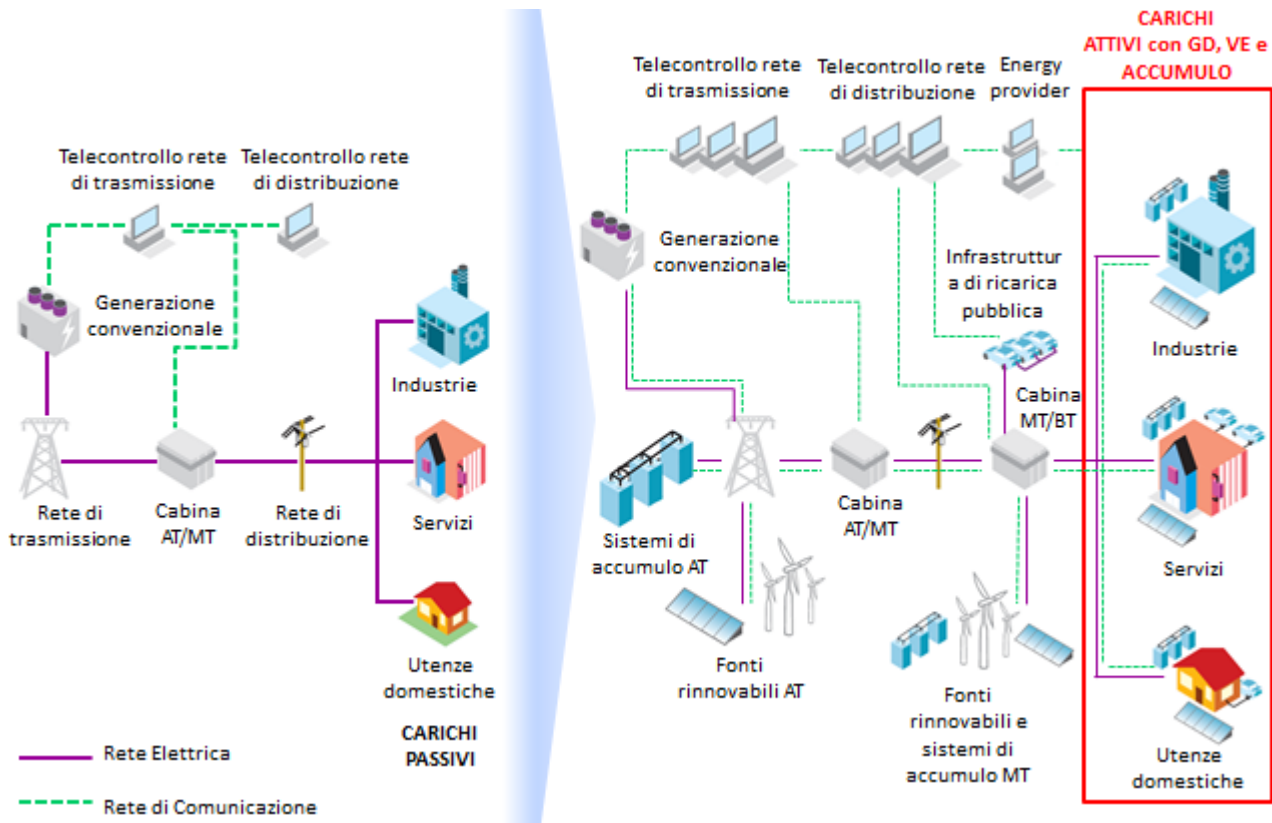 Telecontrollo rete
di trasmissione
Telecontrollo rete
di distribuzione
Generazione
convenzionale
Industrie
Rete di
trasmissione
Cabina
AT/MT
Rete di
distribuzione
Servizi
Utenze
domestiche
CARICHI
PASSIVI
Rete Elettrica
Rete di Comunicazione
CARICHI
ATTIVI con GD, VE e
ACCUMULO
Telecontrollo rete
di trasmissione
Telecontrollo rete
di distribuzione
Energy
provider
Generazione
convenzionale
Infrastruttur
a di ricarica
pubblica
Industrie
Cabina
MT/BT
Sistemi di
accumulo AT
Cabina
AT/MT
Servizi
Fonti
rinnovabili AT
Fonti
rinnovabili e
sistemi di
accumulo MT
Utenze
domestiche